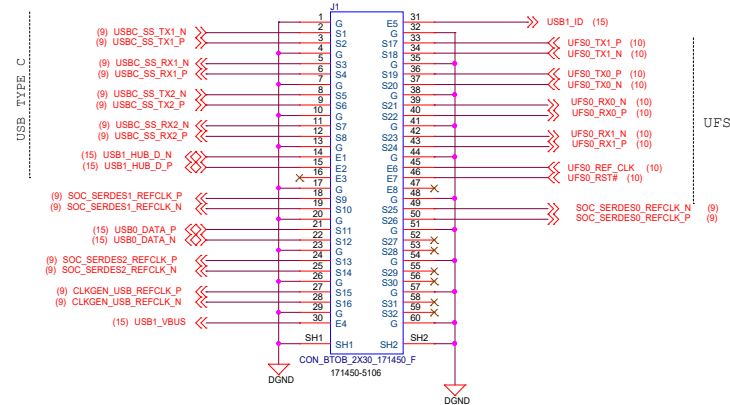 J1
1 G E5 31 USB1_ID (15)
(9) USBC_SS_TX1_N 2 S1 G 32
(9) USBC_SS_TX1_P 3 S2 S17 33 UFS0_TX1_P (10)
4 G S18 34 UFS0_TX1_N (10)
(9) USBC_SS_RX1_N 5 S3 G 35
(9) USBC_SS_RX1_P 6 S4 S19 36 UFS0_TX0_P (10)
7 G S20 37 UFS0_TX0_N (10)
(9) USBC_SS_TX2_N 8 S5 G 38
(9) USBC_SS_TX2_P 9 S6 S21 39 UFS0_RX0_N (10)
10 G S22 40 UFS0_RX0_P (10)
(9) USBC_SS_RX2_N 11 S7 G 41
(9) USBC_SS_RX2_P 12 S8 S23 42 UFS0_RX1_N (10)
13 G S24 43 UFS0_RX1_P (10)
(15) USB1_HUB_D_N 14 E1 G 44
(15) USB1_HUB_D_P 15 E2 E6 45 UFS0_REF_CLK (10)
16 E3 E7 46 UFS0_RST# (10)
17 G E8 47
(9) SOC_SERDES1_REFCLK_P 18 S9 G 48
(9) SOC_SERDES1_REFCLK_N 19 S10 S25 49 SOC_SERDES0_REFCLK_N (9)
20 G S26 50 SOC_SERDES0_REFCLK_P (9)
(15) USB0_DATA_P 21 S11 G 51
(15) USB0_DATA_N 22 S12 S27 52
23 G S28 53
(9) SOC_SERDES2_REFCLK_P 24 S13 G 54
(9) SOC_SERDES2_REFCLK_N 25 S14 S29 55
26 G S30 56
(9) CLKGEN_USB_REFCLK_P 27 S15 G 57
(9) CLKGEN_USB_REFCLK_N 28 S16 S31 58
29 G S32 59
(15) USB1_VBUS 30 E4 G 60
SH1 SH1 SH2 SH2
CON_BTOB_2X30_171450_F
171450-5106
DGND
DGND
USB TYPE C
UFS